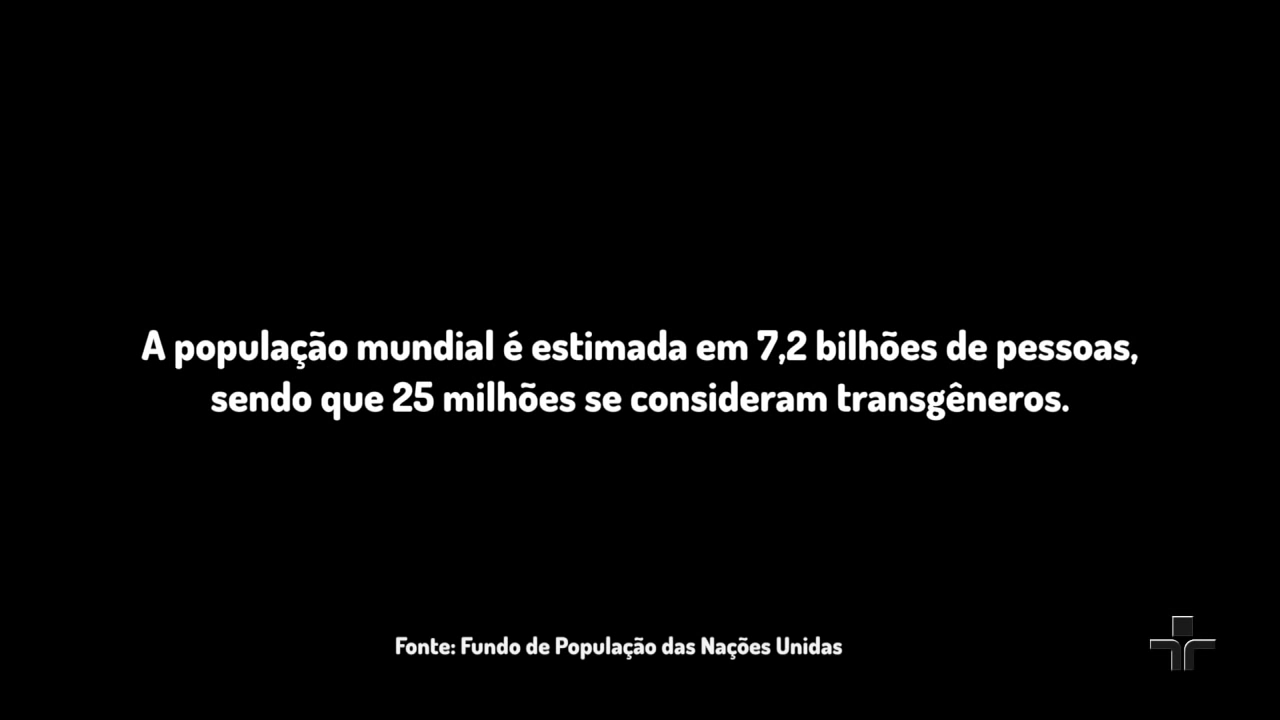 A população mundial é estimada em 7,2 bilhões de pessoas,
sendo que 25 milhões se consideram transgêneros.
Fonte: Fundo de População das Nações Unidas